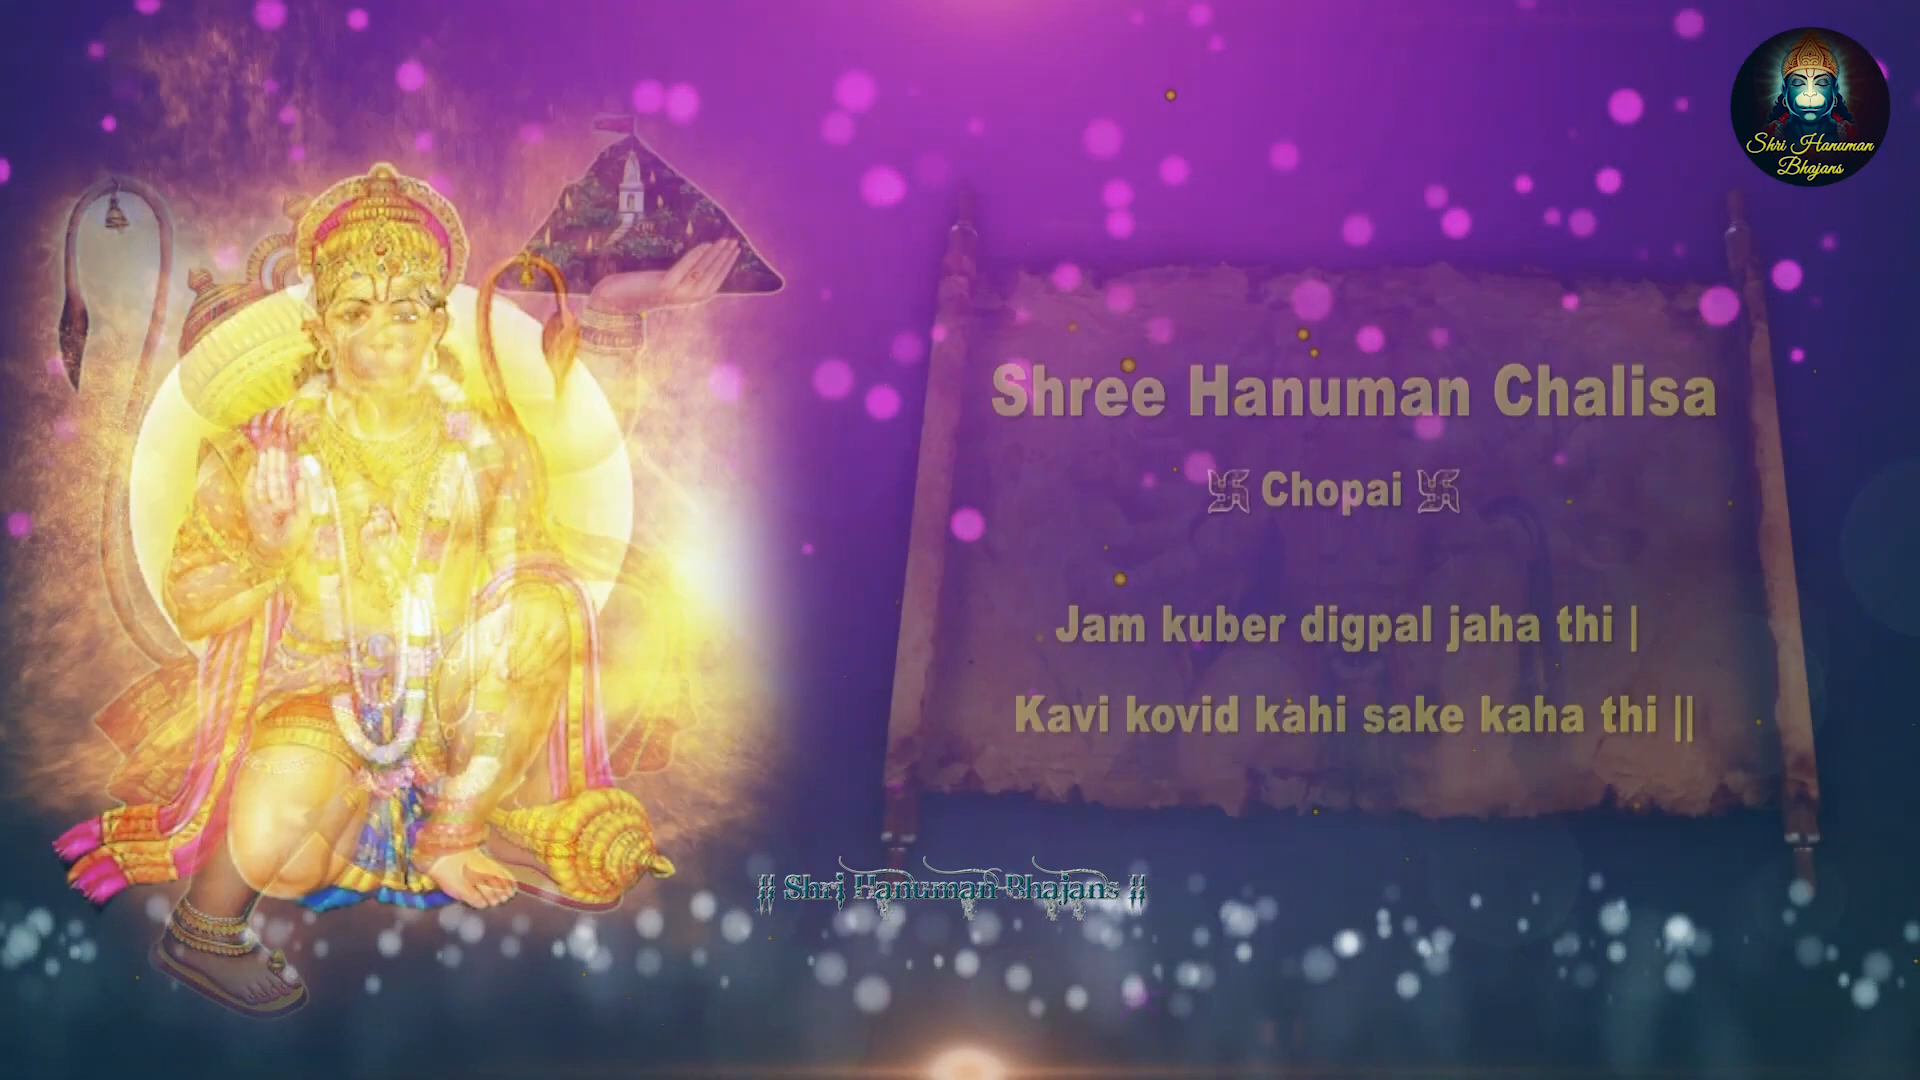 Shri Hanuman
Bhajans
Shree Hanuman Chalisa
卐 Chopai 卐
Jam kuber digpal jaha thi |
Kavi kovid kahi sake kaha thi ||
|| Shri Hanuman Bhajans ||